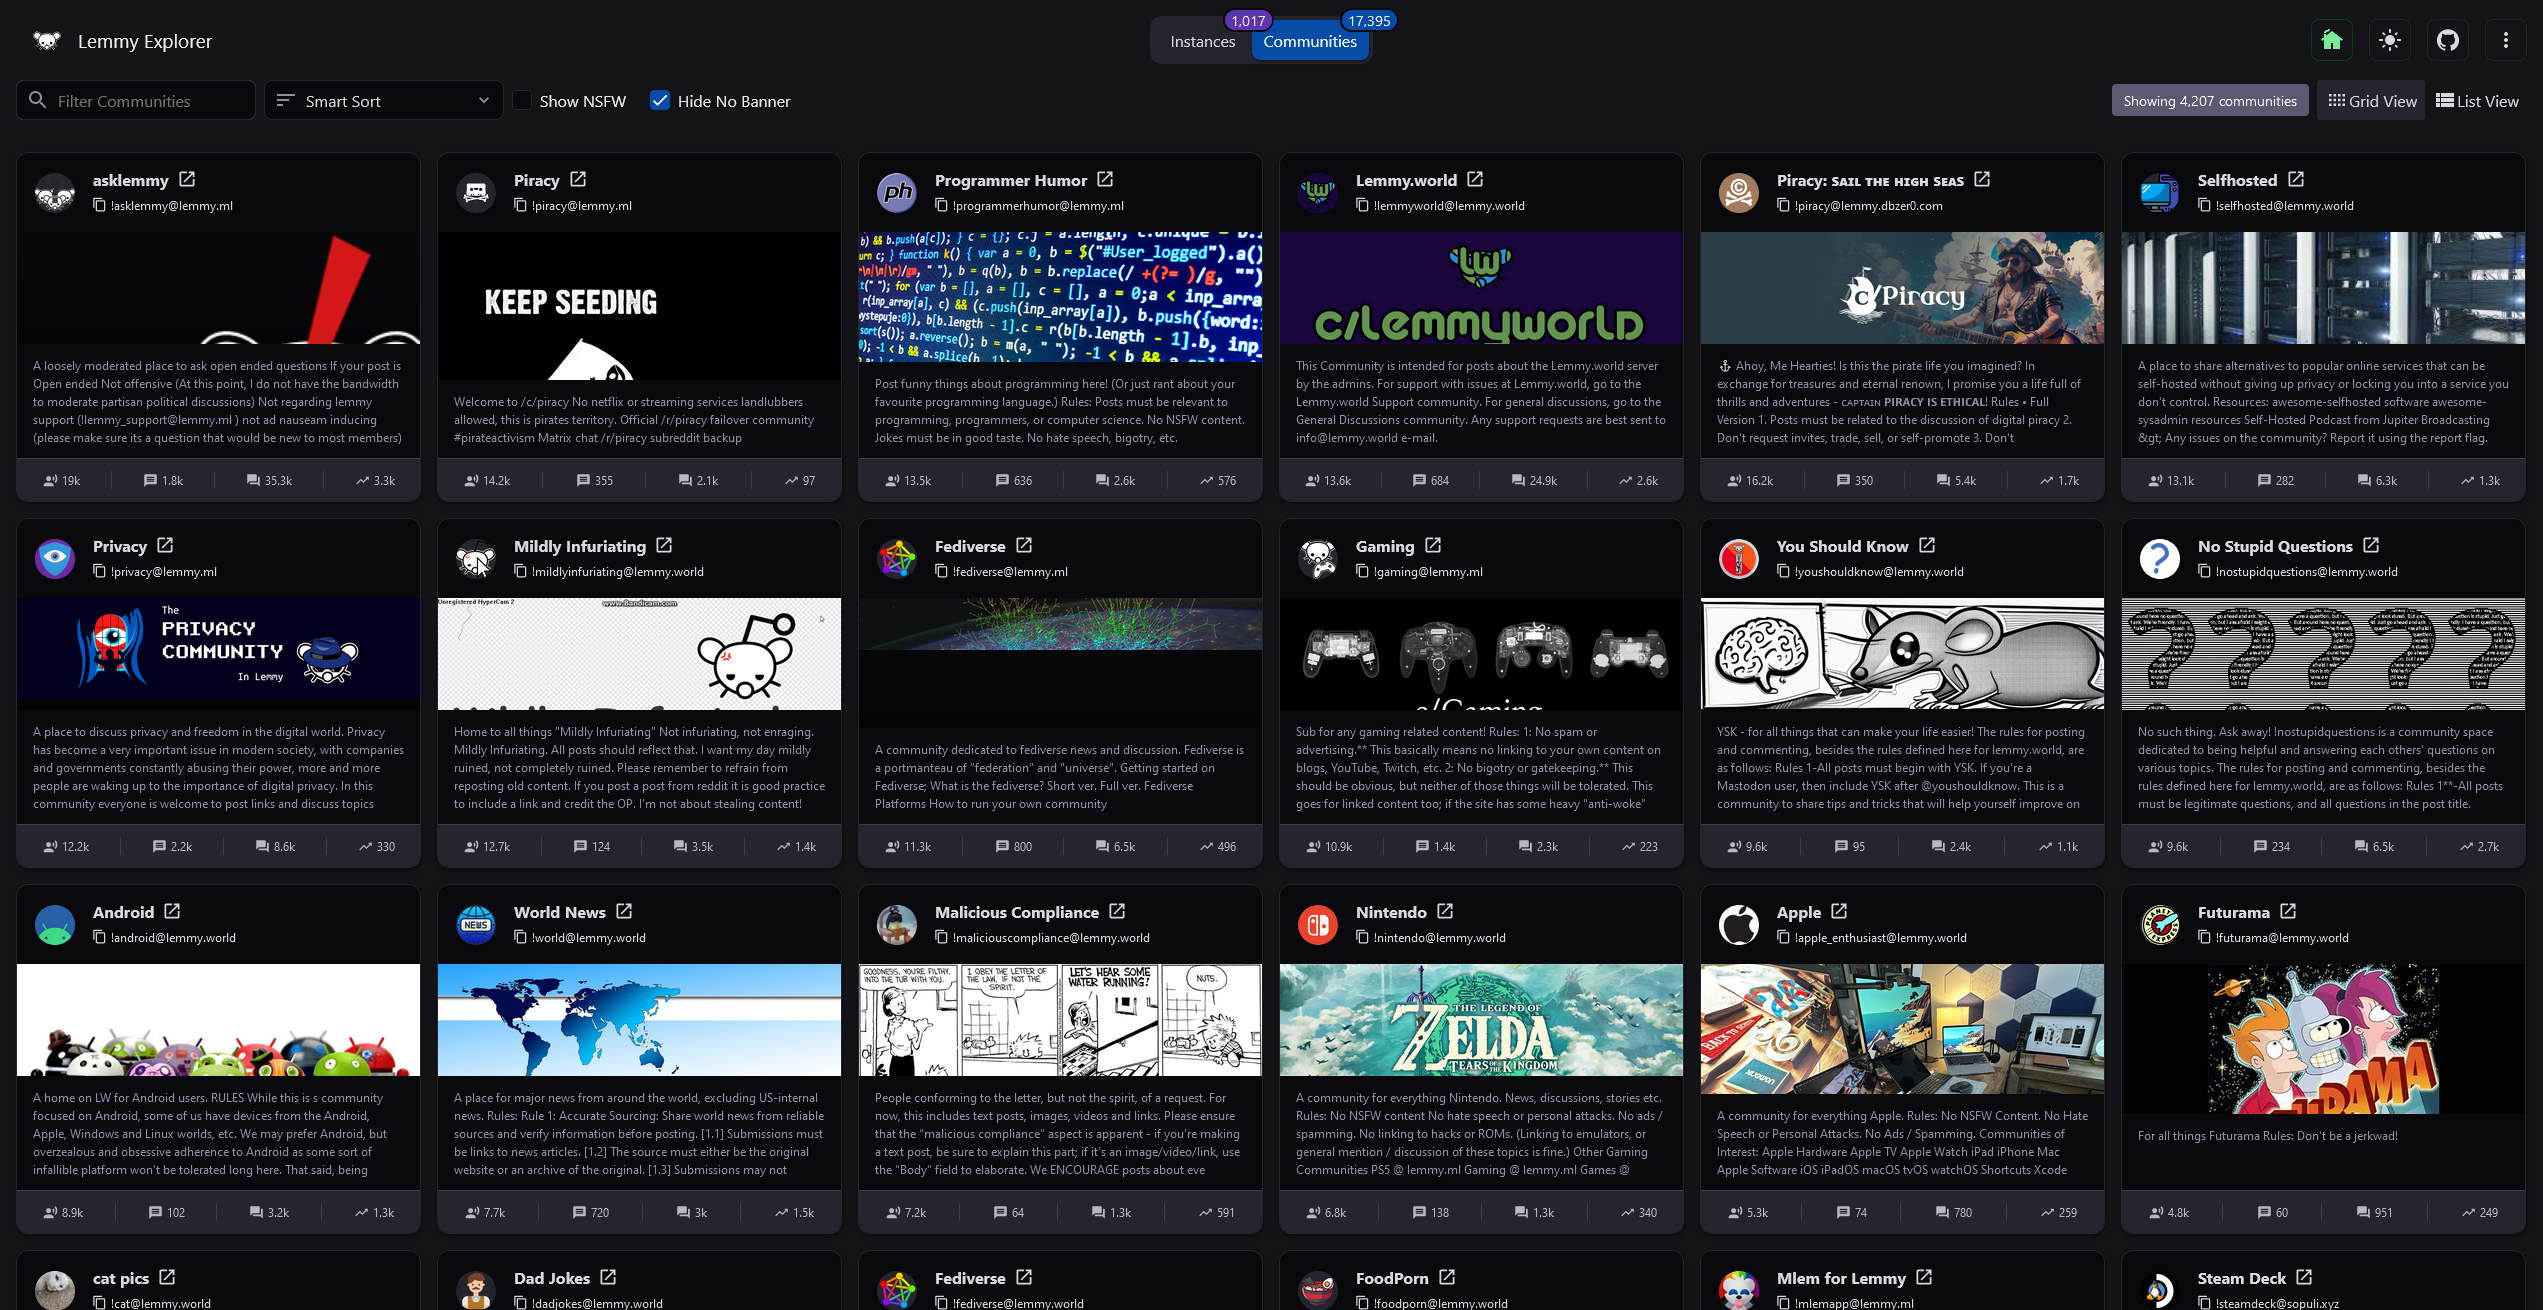 Lemmy Explorer
Instances
1,017
Communities
17,395
Filter Communities
Smart Sort
Show NSFW
Hide No Banner
Showing 4,207 communities
Grid View
List View
asklemmy
!asklemmy@lemmy.ml
A loosely moderated place to ask open ended questions If your post is
Open ended Not offensive (At this point, I do not have the bandwidth
to moderate partisan political discussions) Not regarding lemmy
support (!lemmy_support@lemmy.ml ) not ad nauseam inducing
(please make sure its a question that would be new to most members)
19k
1.8k
35.3k
3.3k
Piracy
!piracy@lemmy.ml
KEEP SEEDING
Welcome to /c/piracy No netflix or streaming services landlubbers
allowed, this is pirates territory. Official /r/piracy failover community
#pirateactivism Matrix chat /r/piracy subreddit backup
14.2k
355
2.1k
97
ph
Programmer Humor
!programmerhumor@lemmy.ml
urn c; } function k() { var a = 0, b = $("#User_logged").a()
Post funny things about programming here! (Or just rant about your
favourite programming language.) Rules: Posts must be relevant to
programming, programmers, or computer science. No NSFW content.
Jokes must be in good taste. No hate speech, bigotry, etc.
13.5k
636
2.6k
576
Lemmy.world
!lemmyworld@lemmy.world
c/Lemmyworld
This Community is intended for posts about the Lemmy.world server
by the admins. For support with issues at Lemmy.world, go to the
Lemmy.world Support community. For general discussions, go to the
General Discussions community. Any support requests are best sent to
info@lemmy.world e-mail.
13.6k
684
24.9k
2.6k
Piracy: ꜱᴀɪʟ ᴛʜᴇ ʜɪɢʜ ꜱᴇᴀꜱ
!piracy@lemmy.dbzer0.com
c/Piracy
⚓ Ahoy, Me Hearties! Is this the pirate life you imagined? In
exchange for treasures and eternal renown, I promise you a life full of
thrills and adventures - ᴄᴀᴘᴛᴀɪɴ PIRACY IS ETHICAL! Rules • Full
Version 1. Posts must be related to the discussion of digital piracy 2.
Don't request invites, trade, sell, or self-promote 3. Don't
16.2k
350
5.4k
1.7k
Selfhosted
!selfhosted@lemmy.world
A place to share alternatives to popular online services that can be
self-hosted without giving up privacy or locking you into a service you
don't control. Resources: awesome-selfhosted software awesome-
sysadmin resources Self-Hosted Podcast from Jupiter Broadcasting
&gt; Any issues on the community? Report it using the report flag.
13.1k
282
6.3k
1.3k
Privacy
!privacy@lemmy.ml
The
PRIVACY
COMMUNITY
In Lemmy
A place to discuss privacy and freedom in the digital world. Privacy
has become a very important issue in modern society, with companies
and governments constantly abusing their power, more and more
people are waking up to the importance of digital privacy. In this
community everyone is welcome to post links and discuss topics
12.2k
2.2k
8.6k
330
Mildly Infuriating
!mildlyinfuriating@lemmy.world
Unregistered HyperCam 2
www.Bandicam.com
Home to all things "Mildly Infuriating" Not infuriating, not enraging.
Mildly Infuriating. All posts should reflect that. I want my day mildly
ruined, not completely ruined. Please remember to refrain from
reposting old content. If you post a post from reddit it is good practice
to include a link and credit the OP. I'm not about stealing content!
12.7k
124
3.5k
1.4k
Fediverse
!fediverse@lemmy.ml
A community dedicated to fediverse news and discussion. Fediverse is
a portmanteau of "federation" and "universe". Getting started on
Fediverse; What is the fediverse? Short ver. Full ver. Fediverse
Platforms How to run your own community
11.3k
800
6.5k
496
Gaming
!gaming@lemmy.ml
c/Gaming
Sub for any gaming related content! Rules: 1: No spam or
advertising.** This basically means no linking to your own content on
blogs, YouTube, Twitch, etc. 2: No bigotry or gatekeeping.** This
should be obvious, but neither of those things will be tolerated. This
goes for linked content too; if the site has some heavy "anti-woke"
10.9k
1.4k
2.3k
223
You Should Know
!youshouldknow@lemmy.world
YSK - for all things that can make your life easier! The rules for posting
and commenting, besides the rules defined here for lemmy.world, are
as follows: Rules 1-All posts must begin with YSK. If you're a
Mastodon user, then include YSK after @youshouldknow. This is a
community to share tips and tricks that will help yourself improve on
9.6k
95
2.4k
1.1k
No Stupid Questions
!nostupidquestions@lemmy.world
No such thing. Ask away! !nostupidquestions is a community space
dedicated to being helpful and answering each others' questions on
various topics. The rules for posting and commenting, besides the
rules defined here for lemmy.world, are as follows: Rules 1**-All posts
must be legitimate questions, and all questions in the post title.
9.6k
234
6.5k
2.7k
Android
!android@lemmy.world
A home on LW for Android users. RULES While this is s community
focused on Android, some of us have devices from the Android,
Apple, Windows and Linux worlds, etc. We may prefer Android, but
overzealous and obsessive adherence to Android as some sort of
infallible platform won't be tolerated long here. That said, being
8.9k
102
3.2k
1.3k
NEWS
World News
!world@lemmy.world
A place for major news from around the world, excluding US-internal
news. Rules: Rule 1: Accurate Sourcing: Share world news from reliable
sources and verify information before posting. [1.1] Submissions must
be links to news articles. [1.2] The source must either be the original
website or an archive of the original. [1.3] Submissions may not
7.7k
720
3k
1.5k
Malicious Compliance
!maliciouscompliance@lemmy.world
GOODNESS, YOU'RE FILTHY.
INTO THE TUB WITH YOU.
I OBEY THE LETTER OF
THE LAW, IF NOT THE
SPIRIT.
LET'S HEAR SOME
WATER RUNNING!
NUTS.
People conforming to the letter, but not the spirit, of a request. For
now, this includes text posts, images, videos and links. Please ensure
that the “malicious compliance” aspect is apparent - if you're making
a text post, be sure to explain this part; if it's an image/video/link, use
the “Body” field to elaborate. We ENCOURAGE posts about eve
7.2k
64
1.3k
591
Nintendo
!nintendo@lemmy.world
THE LEGEND OF
ZELDA
TEARS OF THE KINGDOM
A community for everything Nintendo. News, discussions, stories etc.
Rules: No NSFW content No hate speech or personal attacks. No ads /
spamming. No linking to hacks or ROMs. (Linking to emulators, or
general mention / discussion of these topics is fine.) Other Gaming
Communities PS5 @ lemmy.ml Gaming @ lemmy.ml Games @
6.8k
138
1.3k
340
Apple
!apple_enthusiast@lemmy.world
BACK TO
A community for everything Apple. Rules: No NSFW Content. No Hate
Speech or Personal Attacks. No Ads / Spamming. Communities of
Interest: Apple Hardware Apple TV Apple Watch iPad iPhone Mac
Apple Software iOS iPadOS macOS tvOS watchOS Shortcuts Xcode
5.3k
74
780
259
Futurama
!futurama@lemmy.world
For all things Futurama Rules: Don't be a jerkwad!
4.8k
60
951
249
cat pics
!cat@lemmy.world
Dad Jokes
!dadjokes@lemmy.world
Fediverse
!fediverse@lemmy.world
FoodPorn
!foodporn@lemmy.world
Mlem for Lemmy
!mlemapp@lemmy.ml
Steam Deck
!steamdeck@sopuli.xyz